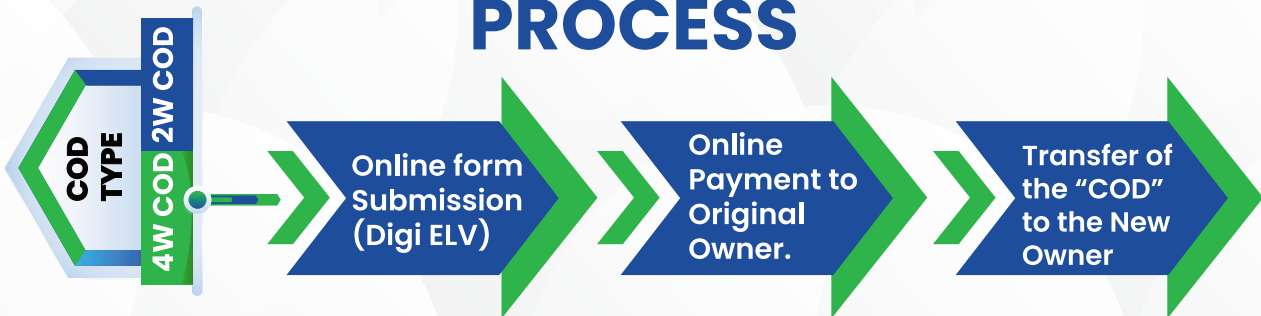 PROCESS
COD
TYPE
2W COD
4W COD
Online form
Submission
(Digi ELV)
Online
Payment to
Original
Owner.
Transfer of
the “COD”
to the New
Owner